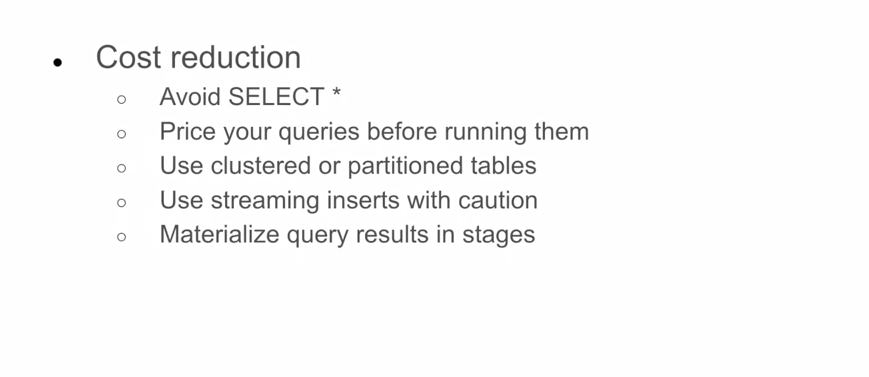 • Cost reduction
○ Avoid SELECT *
○ Price your queries before running them
○ Use clustered or partitioned tables
○ Use streaming inserts with caution
○ Materialize query results in stages